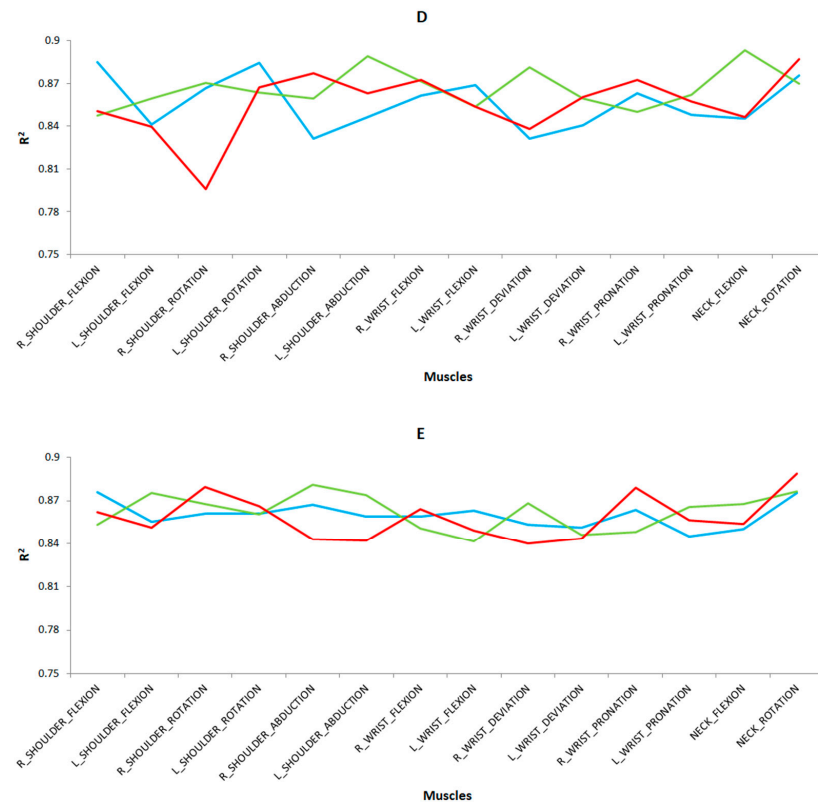 D
0.9
0.87
0.84
0.81
0.78
0.75
R²
R_SHOULDER_FLEXION
L_SHOULDER_FLEXION
R_SHOULDER_ROTATION
L_SHOULDER_ROTATION
R_SHOULDER_ABDUCTION
L_SHOULDER_ABDUCTION
R_WRIST_FLEXION
L_WRIST_FLEXION
R_WRIST_DEVIATION
L_WRIST_DEVIATION
R_WRIST_PRONATION
L_WRIST_PRONATION
NECK_FLEXION
NECK_ROTATION
Muscles
E
0.9
0.87
0.84
0.81
0.78
0.75
R²
R_SHOULDER_FLEXION
L_SHOULDER_FLEXION
R_SHOULDER_ROTATION
L_SHOULDER_ROTATION
R_SHOULDER_ABDUCTION
L_SHOULDER_ABDUCTION
R_WRIST_FLEXION
L_WRIST_FLEXION
R_WRIST_DEVIATION
L_WRIST_DEVIATION
R_WRIST_PRONATION
L_WRIST_PRONATION
NECK_FLEXION
NECK_ROTATION
Muscles